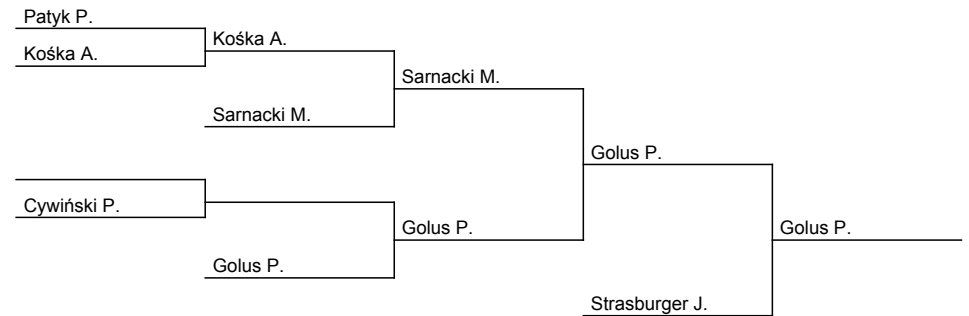 Patyk P.
Kośka A.
Kośka A.
Sarnacki M.
Sarnacki M.
Golus P.
Cywiński P.
Golus P.
Golus P.
Golus P.
Strasburger J.